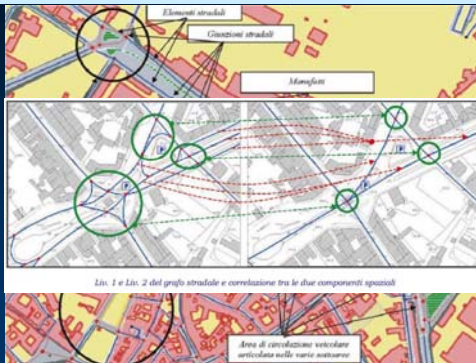 Elementi stradali
Giunzioni stradali
Manufatti
P
P
P
P
Liv. 1 e Liv. 2 del grafo stradale e correlazione tra le due componenti spaziali
Area di circolazione veicolare
articolata nelle varie sottoaree